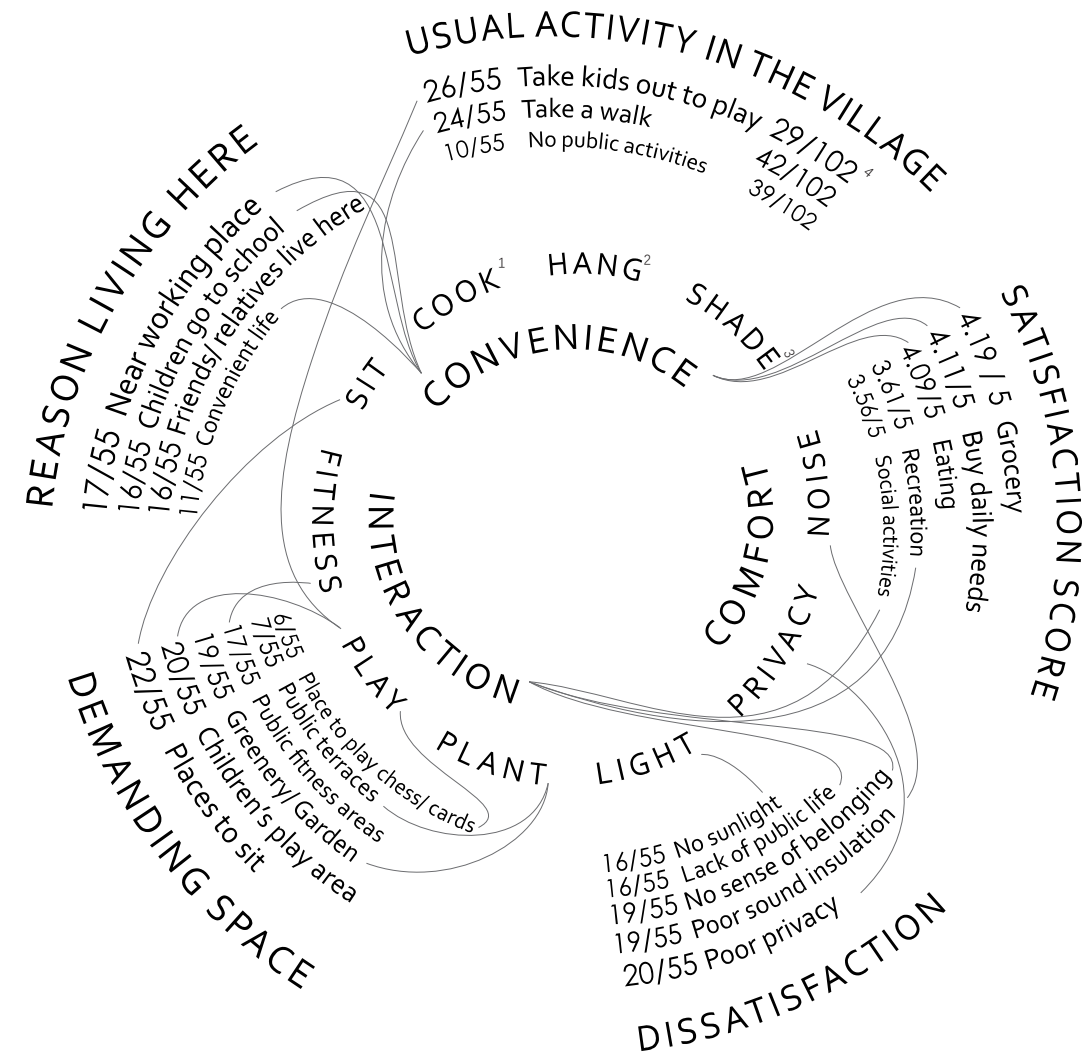 USUAL ACTIVITY IN THE VILLAGE
26/55 Take kids out to play 29/102 4
24/55 Take a walk 42/102
10/55 No public activities 39/102
REASON LIVING HERE
17/55 Near working place
16/55 Children go to school
16/55 Friends/ relatives live here
11/55 Convenient life
COOK1
HANG2
SHADE3
SIT
CONVENIENCE
SATISFIACTION SCORE
4.19 / 5 Grocery
4.11/5 Buy daily needs
4.09/5 Eating
3.61/5 Recreation
3.56/5 Social activities
FITNESS
INTERACTION
PLAY
PLANT
NOISE
COMFORT
PRIVACY
LIGHT
6/55 Place to play chess/ cards
7/55 Public terraces
17/55 Public fitness areas
19/55 Greenery/ Garden
20/55 Children's play area
22/55 Places to sit
DEMANDING SPACE
16/55 No sunlight
16/55 Lack of public life
19/55 No sense of belonging
19/55 Poor sound insulation
20/55 Poor privacy
DISSATISFACTION